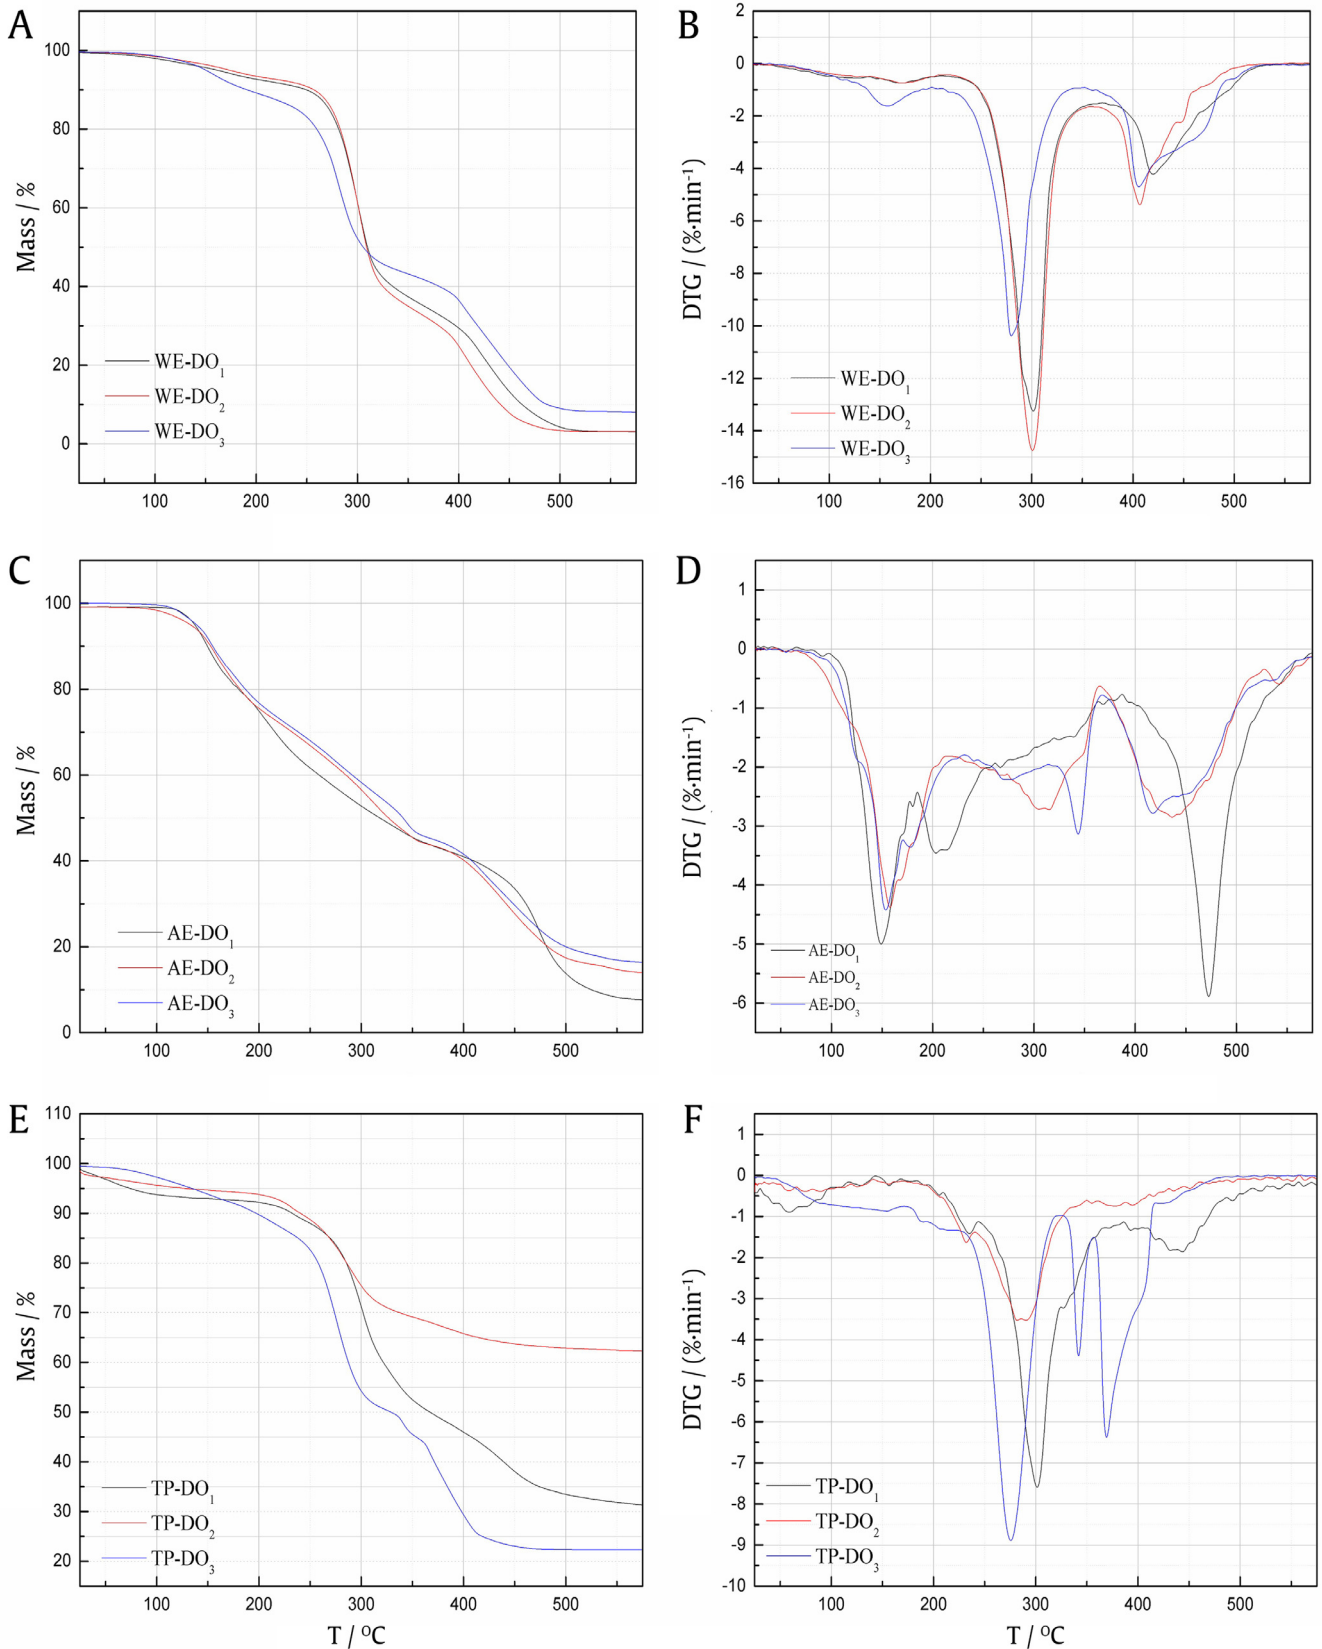 A
Mass / %
100
80
60
40
20
0
WE-DO₁
WE-DO₂
WE-DO₃
100 200 300 400 500
B
DTG / (%·min⁻¹)
2
0
-2
-4
-6
-8
-10
-12
-14
-16
WE-DO₁
WE-DO₂
WE-DO₃
100 200 300 400 500
C
Mass / %
100
80
60
40
20
0
AE-DO₁
AE-DO₂
AE-DO₃
100 200 300 400 500
D
DTG / (%·min⁻¹)
1
0
-1
-2
-3
-4
-5
-6
AE-DO₁
AE-DO₂
AE-DO₃
100 200 300 400 500
E
Mass / %
110
100
90
80
70
60
50
40
30
20
TP-DO₁
TP-DO₂
TP-DO₃
100 200 300 400 500
T / ᴼC
F
DTG / (%·min⁻¹)
1
0
-1
-2
-3
-4
-5
-6
-7
-8
-9
-10
TP-DO₁
TP-DO₂
TP-DO₃
100 200 300 400 500
T / ᴼC